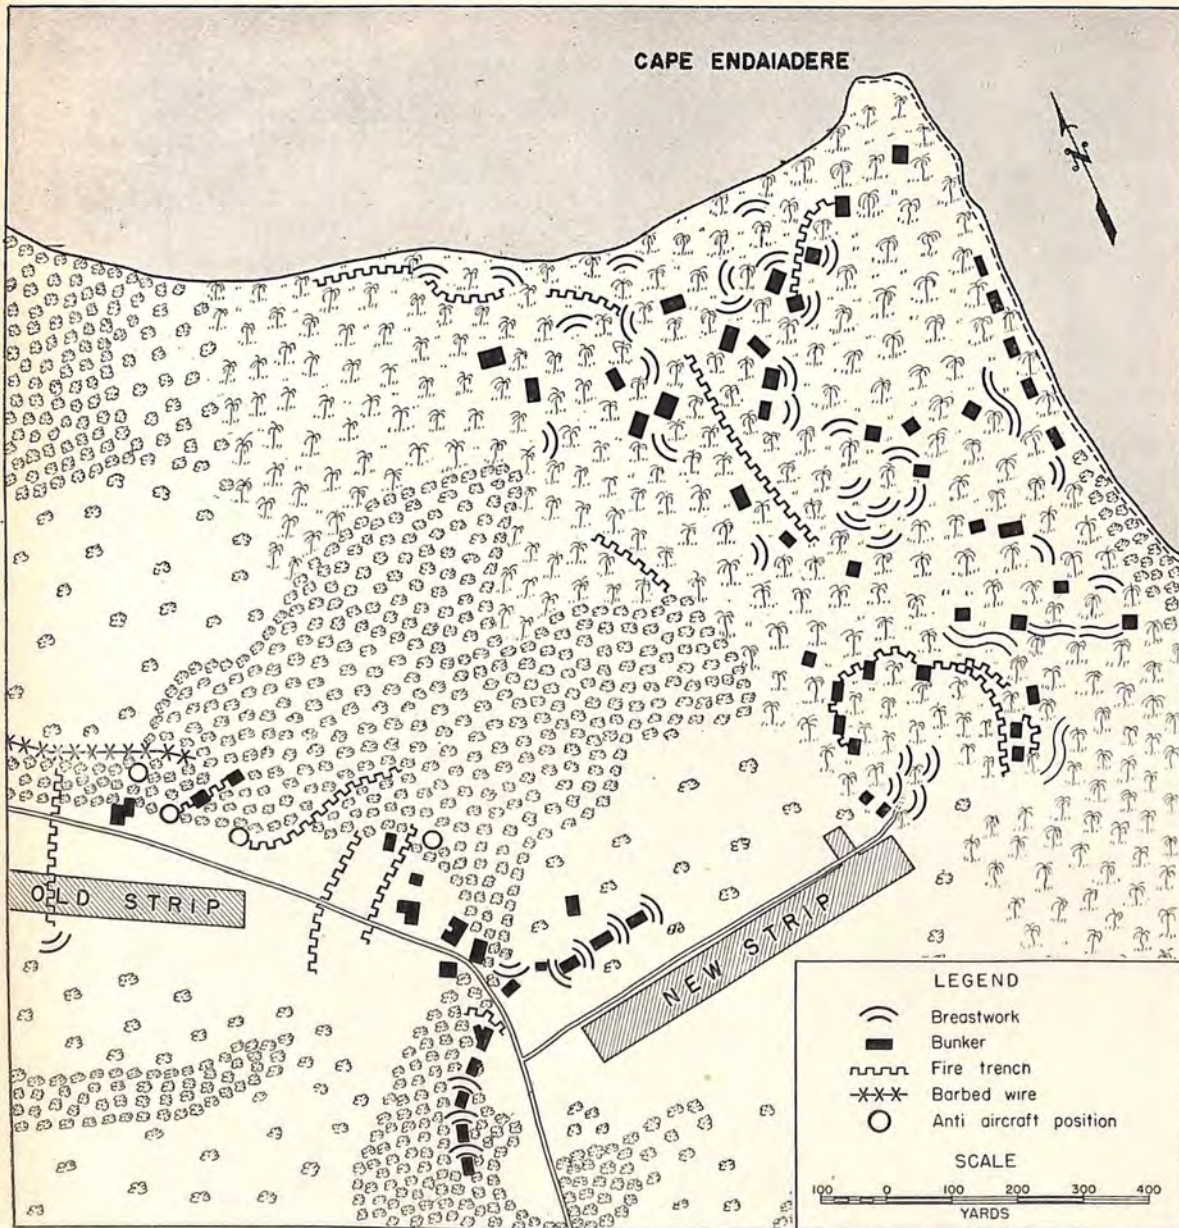 CAPE ENDAIADERE
N
OLD STRIP
NEW STRIP
LEGEND
Breastwork
Bunker
Fire trench
Barbed wire
Anti aircraft position
SCALE
100 0 100 200 300 400
YARDS